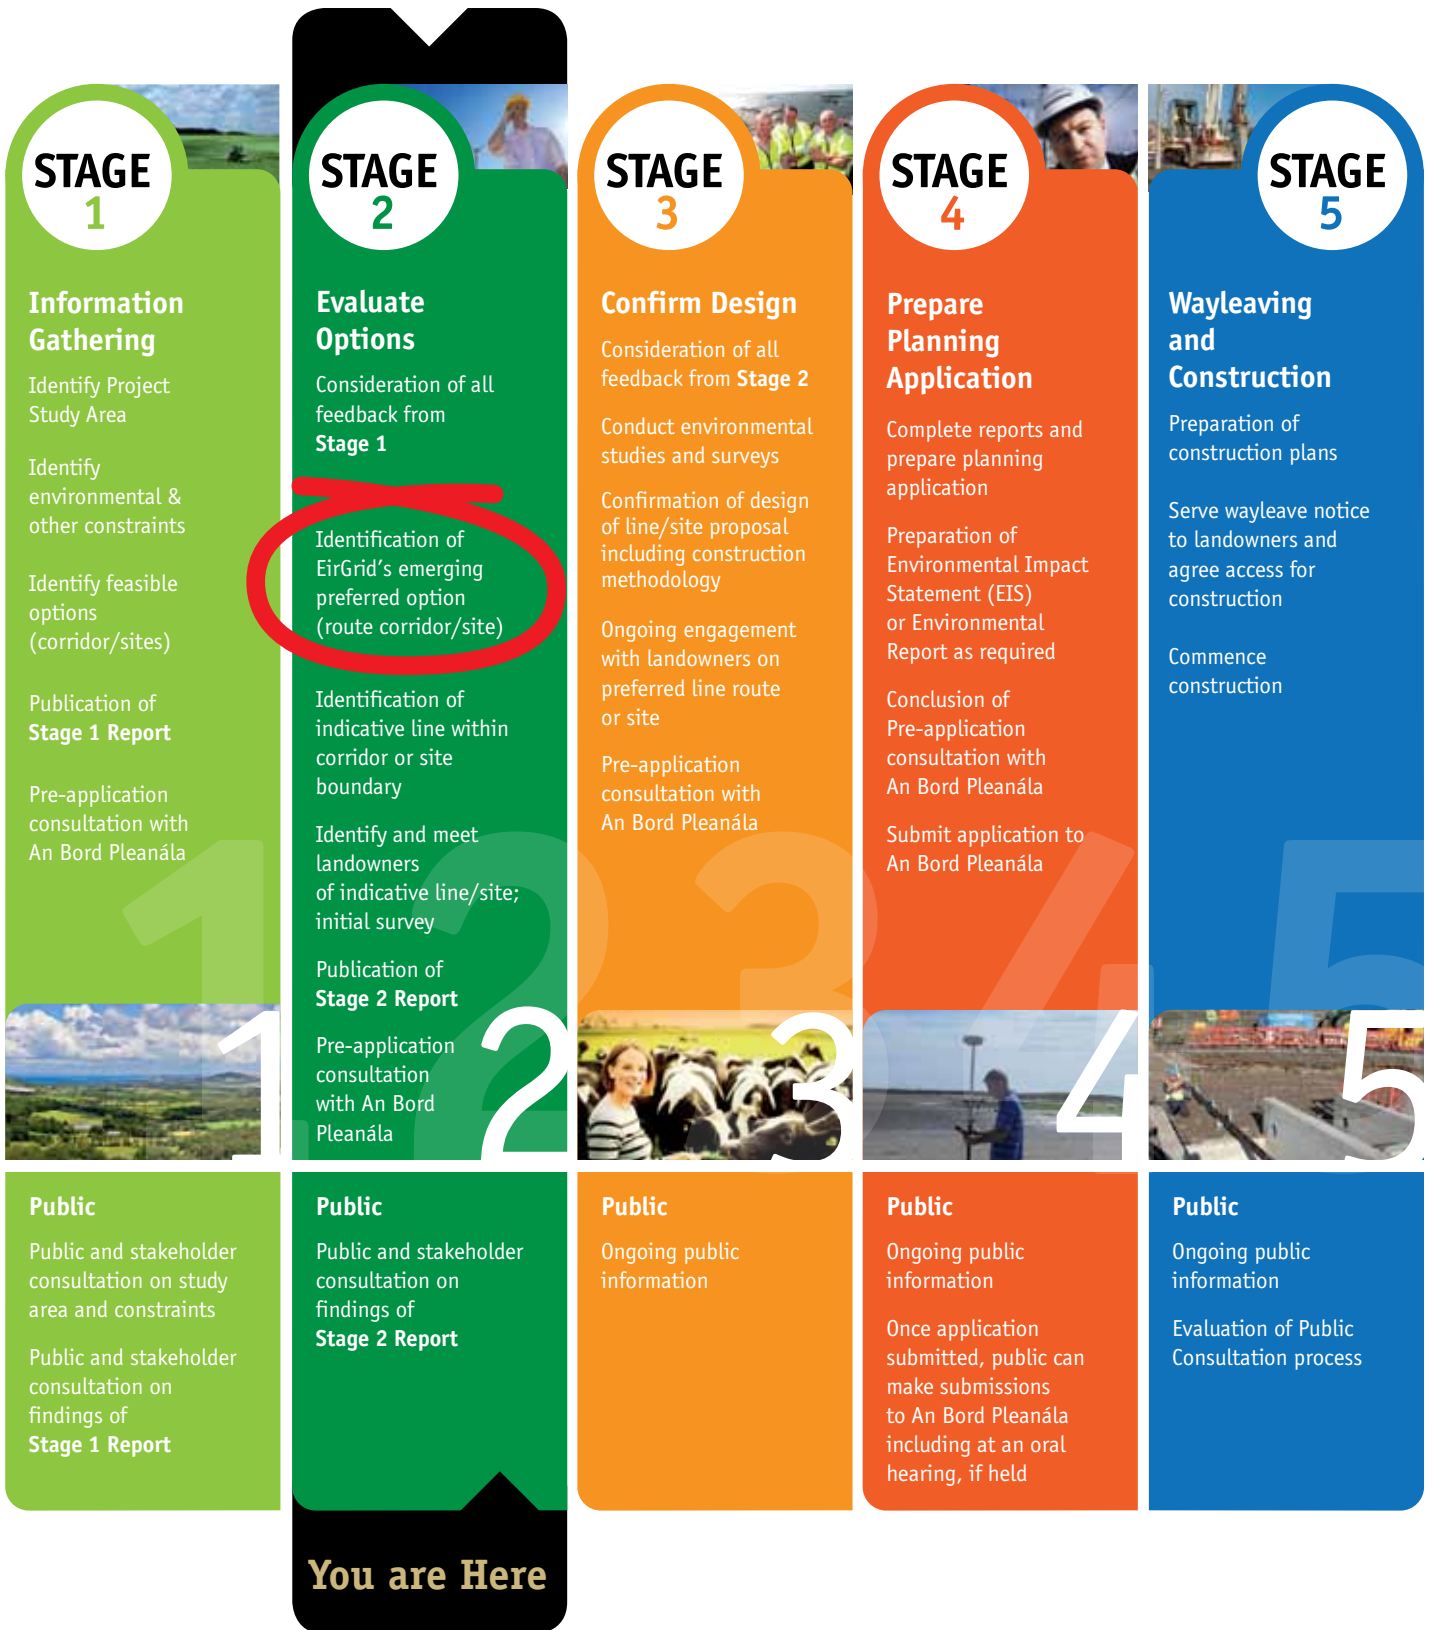 STAGE
1
Information
Gathering
Identify Project
Study Area
Identify
environmental &
other constraints
Identify feasible
options
(corridor/sites)
Publication of
Stage 1 Report
Pre-application
consultation with
An Bord Pleanála
1
Public
Public and stakeholder
consultation on study
area and constraints
Public and stakeholder
consultation on
findings of
Stage 1 Report
STAGE
2
Evaluate
Options
Consideration of all
feedback from
Stage 1
Identification of
EirGrid's emerging
preferred option
(route corridor/site)
Identification of
indicative line within
corridor or site
boundary
Identify and meet
landowners
of indicative line/site;
initial survey
Publication of
Stage 2 Report
Pre-application
consultation
with An Bord
Pleanála
2
Public
Public and stakeholder
consultation on
findings of
Stage 2 Report
You are Here
STAGE
3
Confirm Design
Consideration of all
feedback from Stage 2
Conduct environmental
studies and surveys
Confirmation of design
of line/site proposal
including construction
methodology
Ongoing engagement
with landowners on
preferred line route
or site
Pre-application
consultation with
An Bord Pleanála
3
Public
Ongoing public
information
STAGE
4
Prepare
Planning
Application
Complete reports and
prepare planning
application
Preparation of
Environmental Impact
Statement (EIS)
or Environmental
Report as required
Conclusion of
Pre-application
consultation with
An Bord Pleanála
Submit application to
An Bord Pleanála
4
Public
Ongoing public
information
Once application
submitted, public can
make submissions
to An Bord Pleanála
including at an oral
hearing, if held
STAGE
5
Wayleaving
and
Construction
Preparation of
construction plans
Serve wayleave notice
to landowners and
agree access for
construction
Commence
construction
5
Public
Ongoing public
information
Evaluation of Public
Consultation process